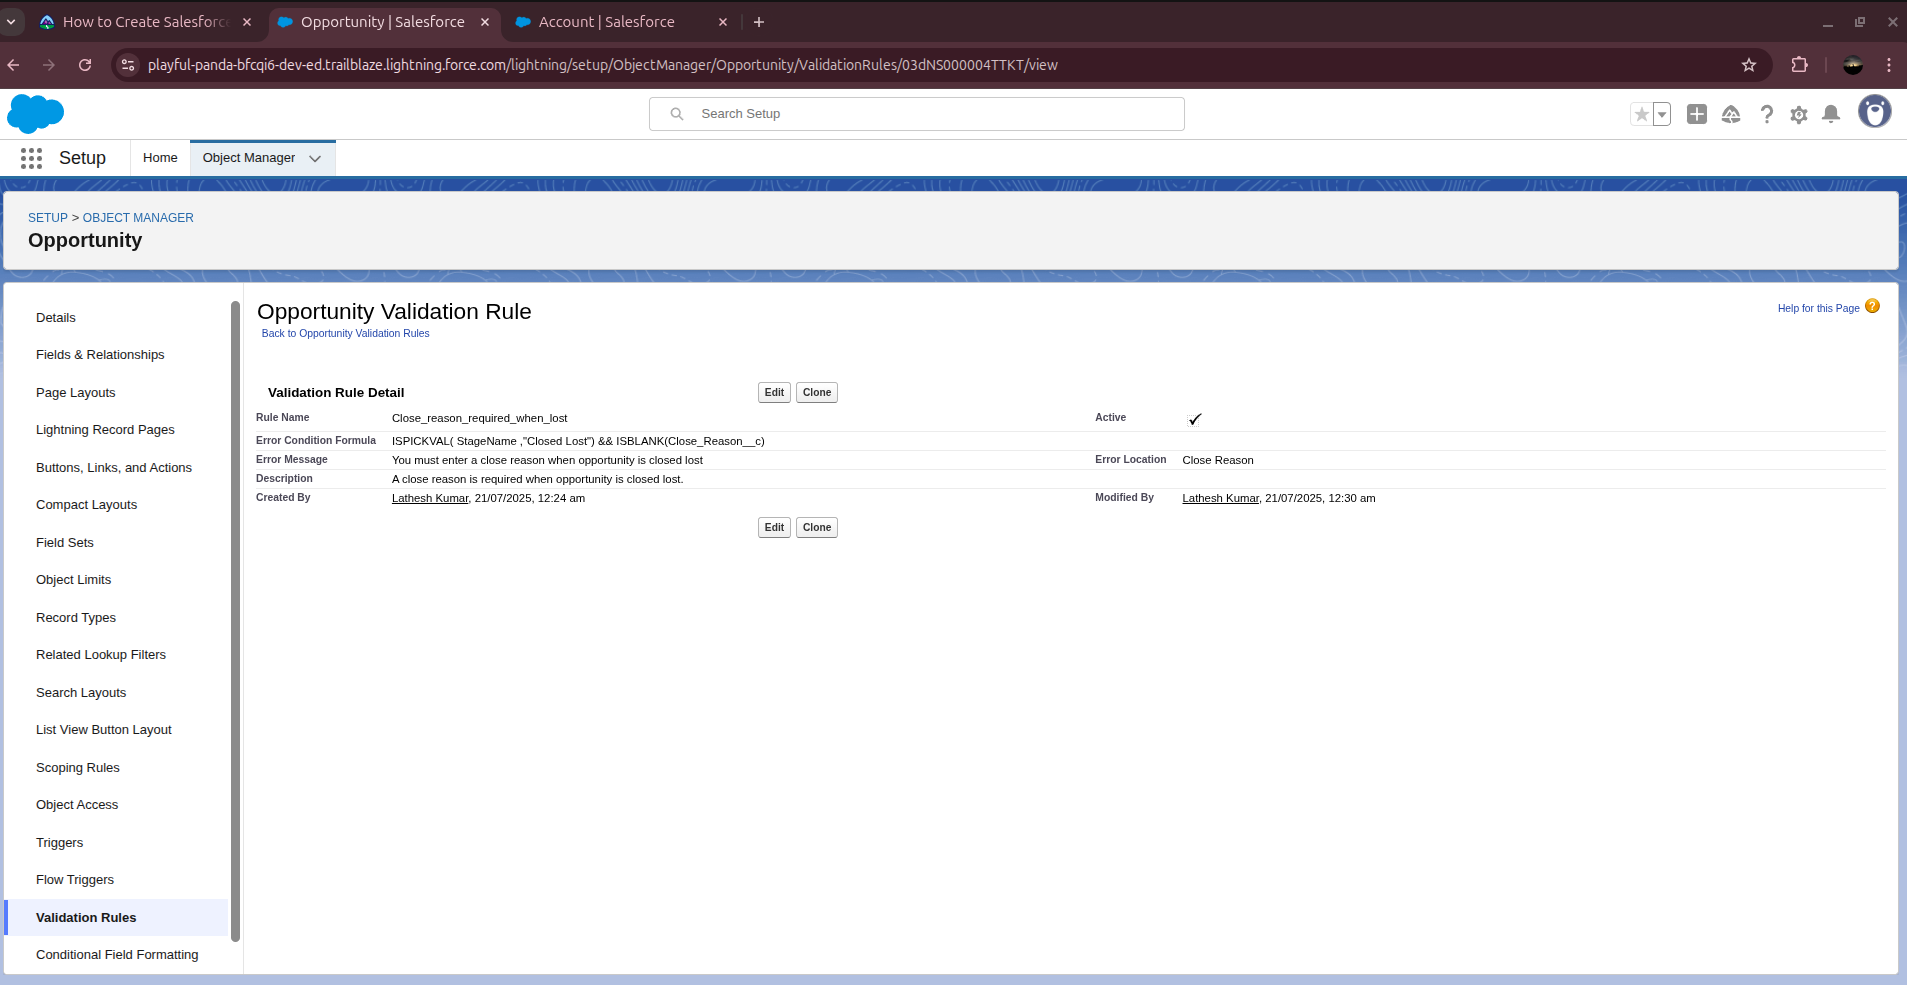 How to Create Salesforc
Opportunity | Salesforce
Account | Salesforce
playful-panda-bfcqi6-dev-ed.trailblaze.lightning.force.com/lightning/setup/ObjectManager/Opportunity/ValidationRules/03dNS000004TTKT/view
Search Setup
Setup
Home
Object Manager
SETUP > OBJECT MANAGER
Opportunity
Details
Fields & Relationships
Page Layouts
Lightning Record Pages
Buttons, Links, and Actions
Compact Layouts
Field Sets
Object Limits
Record Types
Related Lookup Filters
Search Layouts
List View Button Layout
Scoping Rules
Object Access
Triggers
Flow Triggers
Validation Rules
Conditional Field Formatting
Opportunity Validation Rule
Back to Opportunity Validation Rules
Help for this Page ?
Validation Rule Detail
Edit Clone
Rule Name Close_reason_required_when_lost Active
Error Condition Formula ISPICKVAL( StageName ,"Closed Lost") && ISBLANK(Close_Reason__c)
Error Message You must enter a close reason when opportunity is closed lost Error Location Close Reason
Description A close reason is required when opportunity is closed lost.
Created By Lathesh Kumar, 21/07/2025, 12:24 am Modified By Lathesh Kumar, 21/07/2025, 12:30 am
Edit Clone